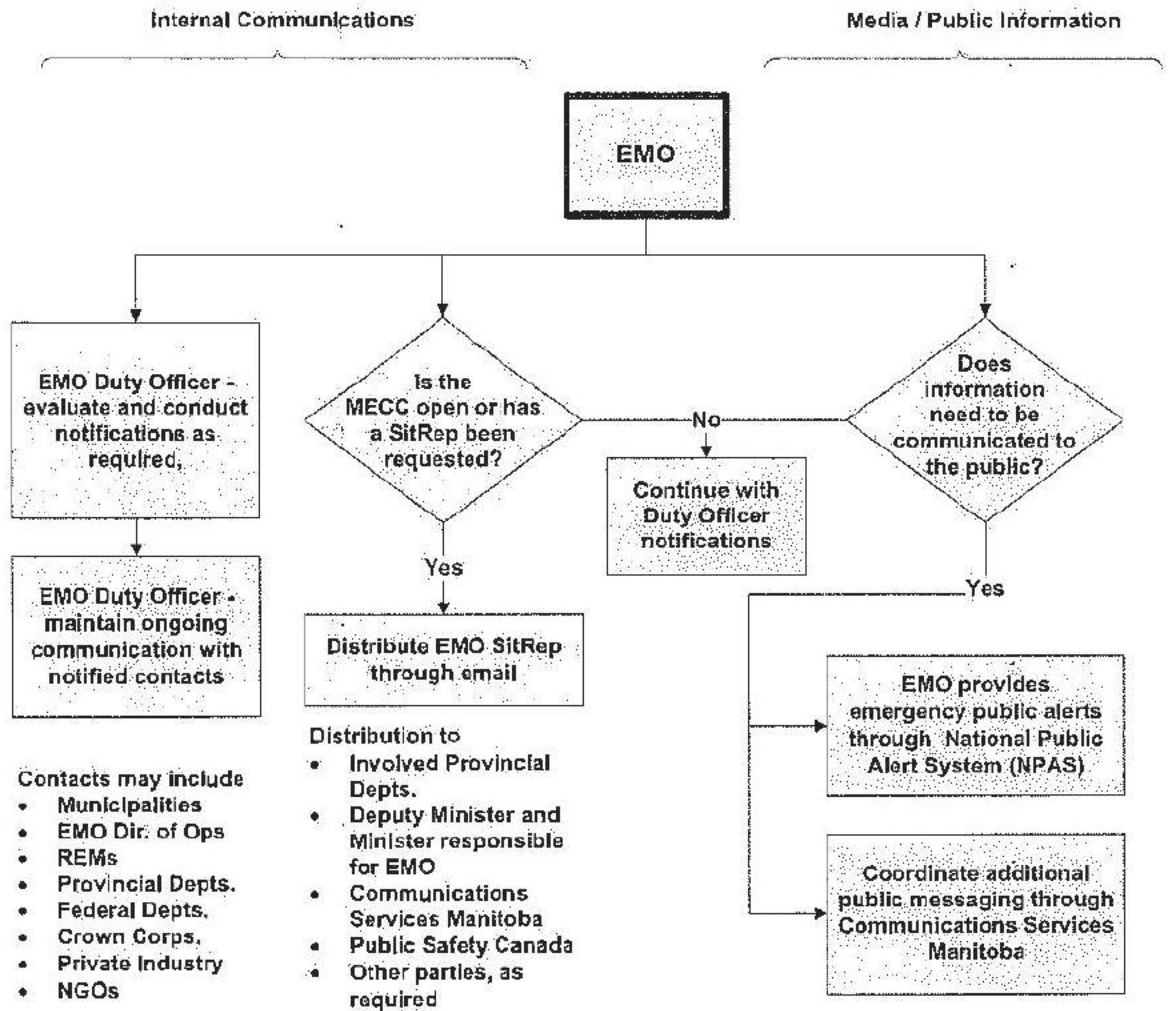 Internal Communications
Media / Public Information
EMO
EMO Duty Officer -
evaluate and conduct
notifications as
required,
Is the
MECC open or has
a SitRep been
requested?
Does
information
need to be
communicated to
the public?
No
Continue with
Duty Officer
notifications
Yes
Yes
EMO Duty Officer -
maintain ongoing
communication with
notified contacts
Distribute EMO SitRep
through email
EMO provides
emergency public alerts
through National Public
Alert System (NPAS)
Coordinate additional
public messaging through
Communications Services
Manitoba
Contacts may include
• Municipalities
• EMO Dir. of Ops
• REMs
• Provincial Depts.
• Federal Depts.
• Crown Corps.
• Private Industry
• NGOs
Distribution to
• Involved Provincial
Depts.
• Deputy Minister and
Minister responsible
for EMO
• Communications
Services Manitoba
• Public Safety Canada
• Other parties, as
required